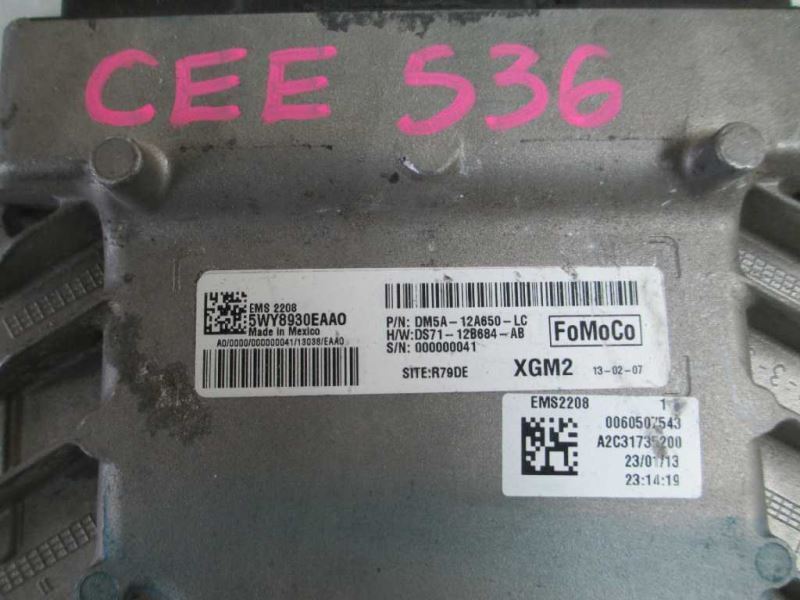 CEE 536
EMS 2208
5WY8930EAA0
Made in Mexico
A0/0000/000000041/13038/EAA0
P/N: DM5A-12A650-LC
H/W:DS71-12B684-AB
S/N: 000000041
FoMoCo
SITE:R79DE
XGM2
13-02-07
EMS2208 1
0060507543
A2C31735200
23/01/13
23:14:19